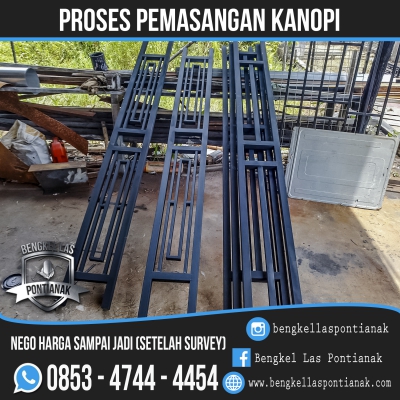 PROSES PEMASANGAN KANOPI
BENGKEL LAS
PONTIANAK
bengkellaspontianak
NEGO HARGA SAMPAI JADI (SETELAH SURVEY)
Bengkel Las Pontianak
0853 - 4744 - 4454
www.bengkellaspontianak.com